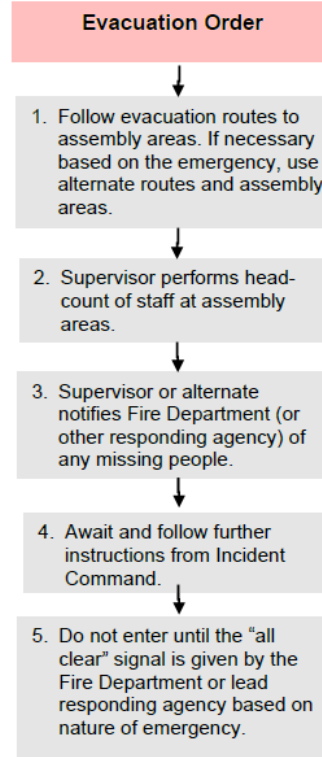 Evacuation Order
1. Follow evacuation routes to
assembly areas. If necessary
based on the emergency, use
alternate routes and assembly
areas.
2. Supervisor performs head-
count of staff at assembly
areas.
3. Supervisor or alternate
notifies Fire Department (or
other responding agency) of
any missing people.
4. Await and follow further
instructions from Incident
Command.
5. Do not enter until the “all
clear” signal is given by the
Fire Department or lead
responding agency based on
nature of emergency.